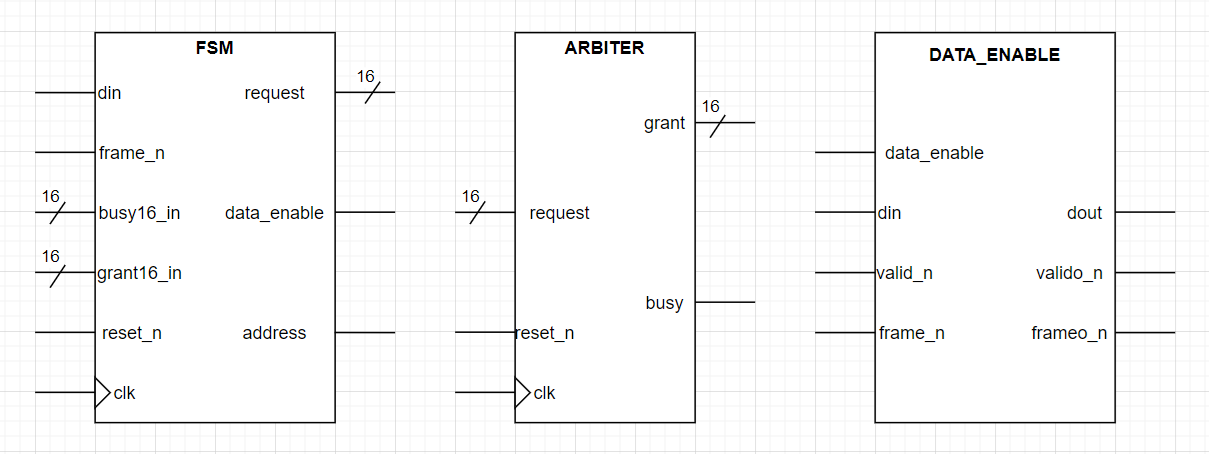 FSM
16
din
request
frame_n
16
busy16_in
data_enable
16
grant16_in
reset_n
address
clk
ARBITER
16
grant
16
request
busy
reset_n
clk
DATA_ENABLE
data_enable
din
dout
valid_n
valido_n
frame_n
frameo_n